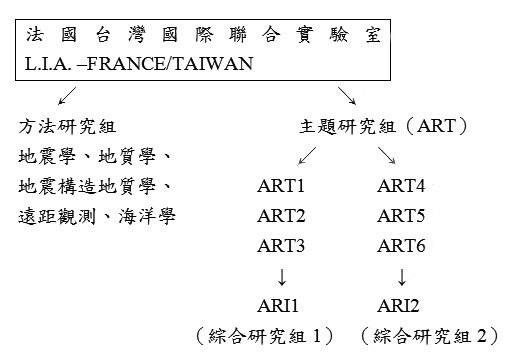 法國台灣國際聯合實驗室
L.I.A. –FRANCE/TAIWAN
方法研究組
地震學、地質學、
地震構造地質學、
遠距觀測、海洋學
主題研究組（ART）
ART1
ART2
ART3
↓
ARI1
（綜合研究組 1）
ART4
ART5
ART6
↓
ARI2
（綜合研究組 2）